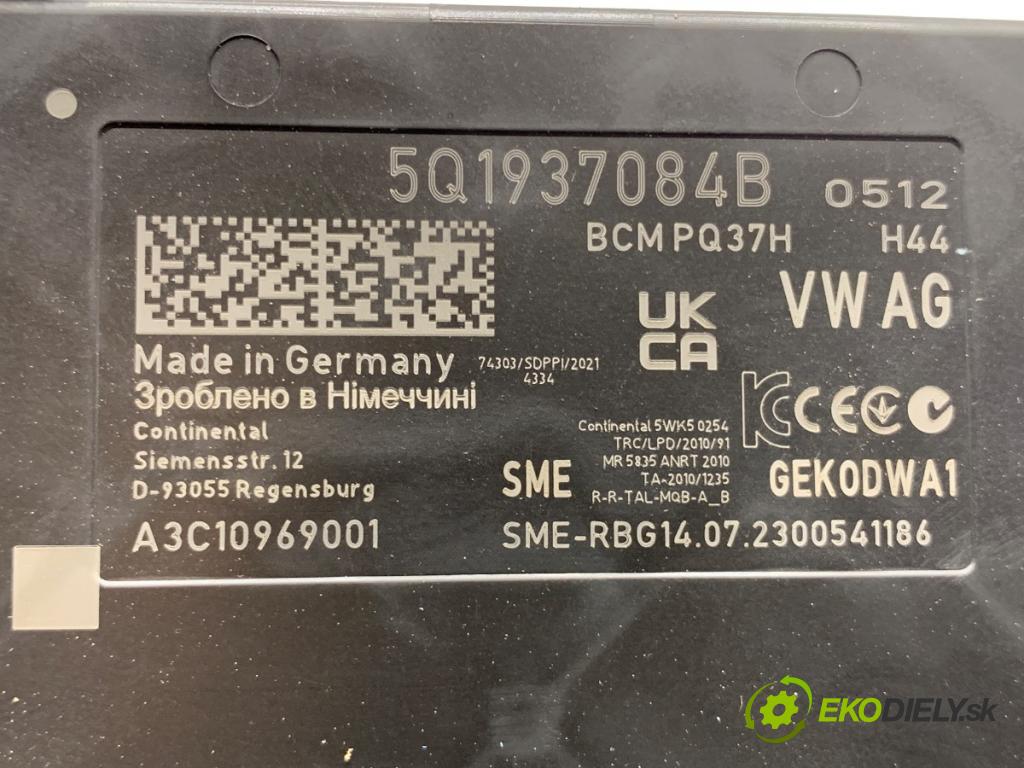 5Q1937084B 0512
BCM PQ37H H44
VW AG
UK
CA
Made in Germany
74303/SDPPI/2021
4334
Зроблено в Німеччині
Continental
Siemensstr. 12
D-93055 Regensburg
A3C10969001
Continental 5WK5 0254
TRC/LPD/2010/91
MR 5835 ANRT 2010
TA-2010/1235
R-R-TAL-MQB-A_B
SME
GEK0DWA1
SME-RBG14.07.2300541186
EKODIELY.sk